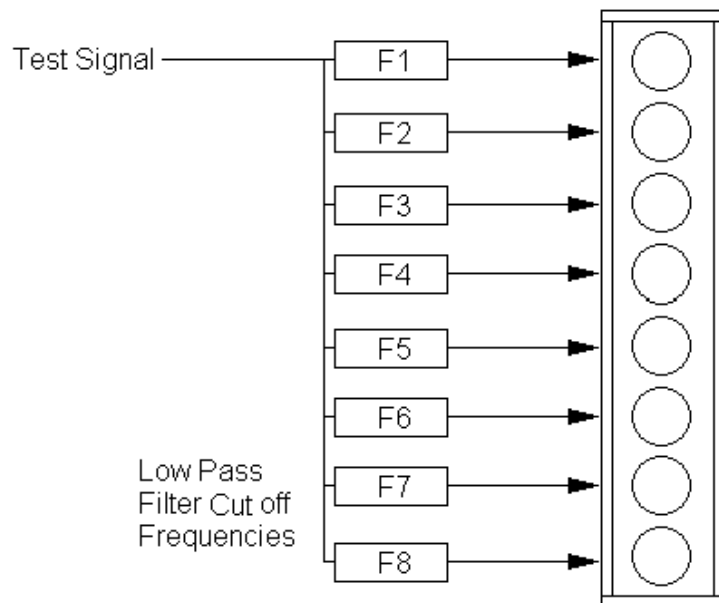 Test Signal
F1
F2
F3
F4
F5
F6
F7
F8
Low Pass
Filter Cut off
Frequencies